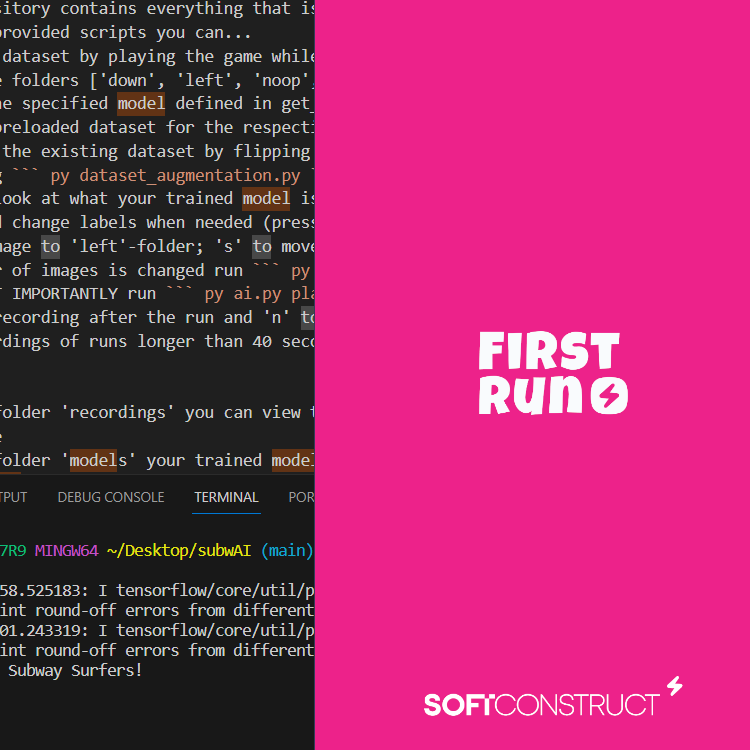 sitory contains everything that is
provided scripts you can...
dataset by playing the game while
e folders ['down', 'left', 'noop',
he specified model defined in get_
preloaded dataset for the respecti
the existing dataset by flipping
g ``` py dataset_augmentation.py l
look at what your trained model is
d change labels when needed (press
mage to 'left'-folder; 's' to move
r of images is changed run ``` py
T IMPORTANTLY run ``` py ai.py pla
recording after the run and 'n' to
rdings of runs longer than 40 seco
folder 'recordings' you can view t
e
folder 'models' your trained model
TPUT DEBUG CONSOLE TERMINAL POR
7R9 MINGW64 ~/Desktop/subwAI (main)
58.525183: I tensorflow/core/util/p
int round-off errors from different
01.243319: I tensorflow/core/util/p
int round-off errors from different
Subway Surfers!
FIRST
RUN
SOFTCONSTRUCT